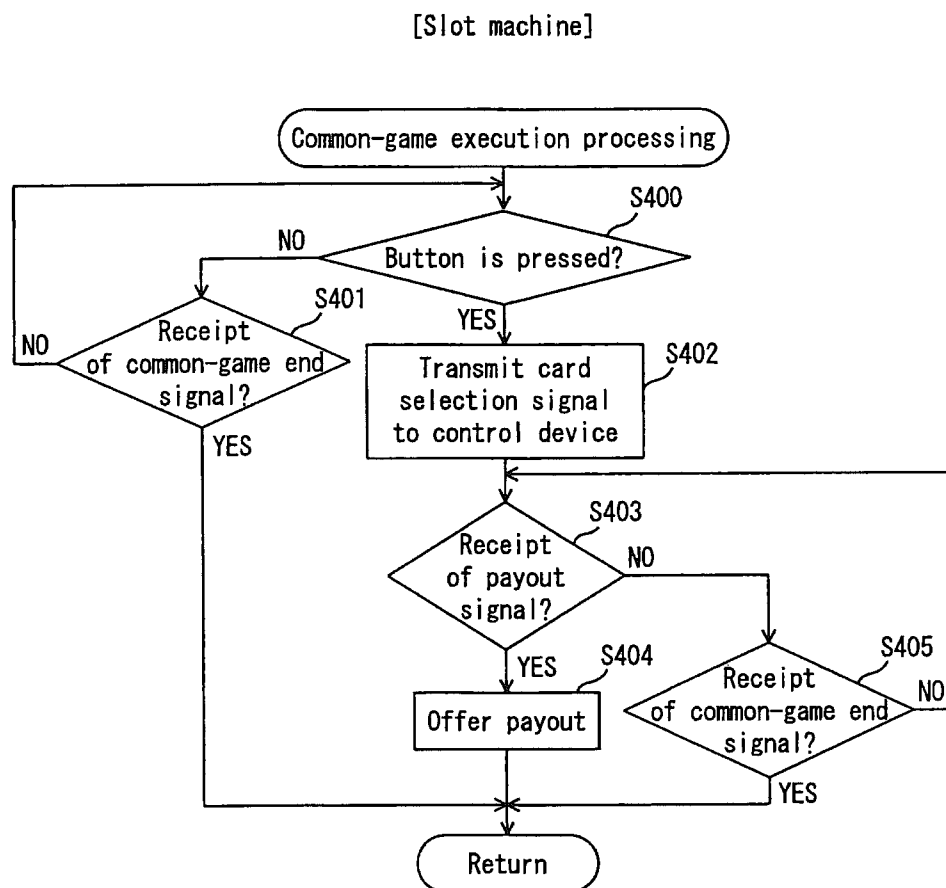 [Slot machine]
Common-game execution processing
S400
NO
Button is pressed?
S401
YES
NO
Receipt
of common-game end
signal?
S402
Transmit card
selection signal
to control device
YES
S403
Receipt
of payout
signal?
NO
YES
S404
S405
Offer payout
Receipt
of common-game end
signal?
NO
YES
Return